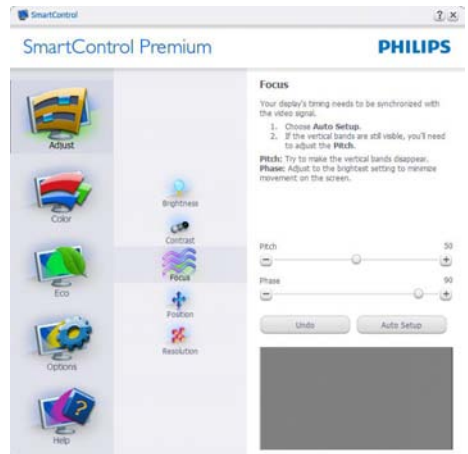 SmartControl
? ×
SmartControl Premium
PHILIPS
Adjust
Color
Eco
Options
Help
Brightness
Contrast
Focus
Position
Resolution
Focus
Your display's timing needs to be synchronized with
the video signal.
1. Choose Auto Setup.
2. If the vertical bands are still visible, you'll need
to adjust the Pitch.
Pitch: Try to make the vertical bands disappear.
Phase: Adjust to the brightest setting to minimize
movement on the screen.
Pitch 50
Phase 90
Undo Auto Setup